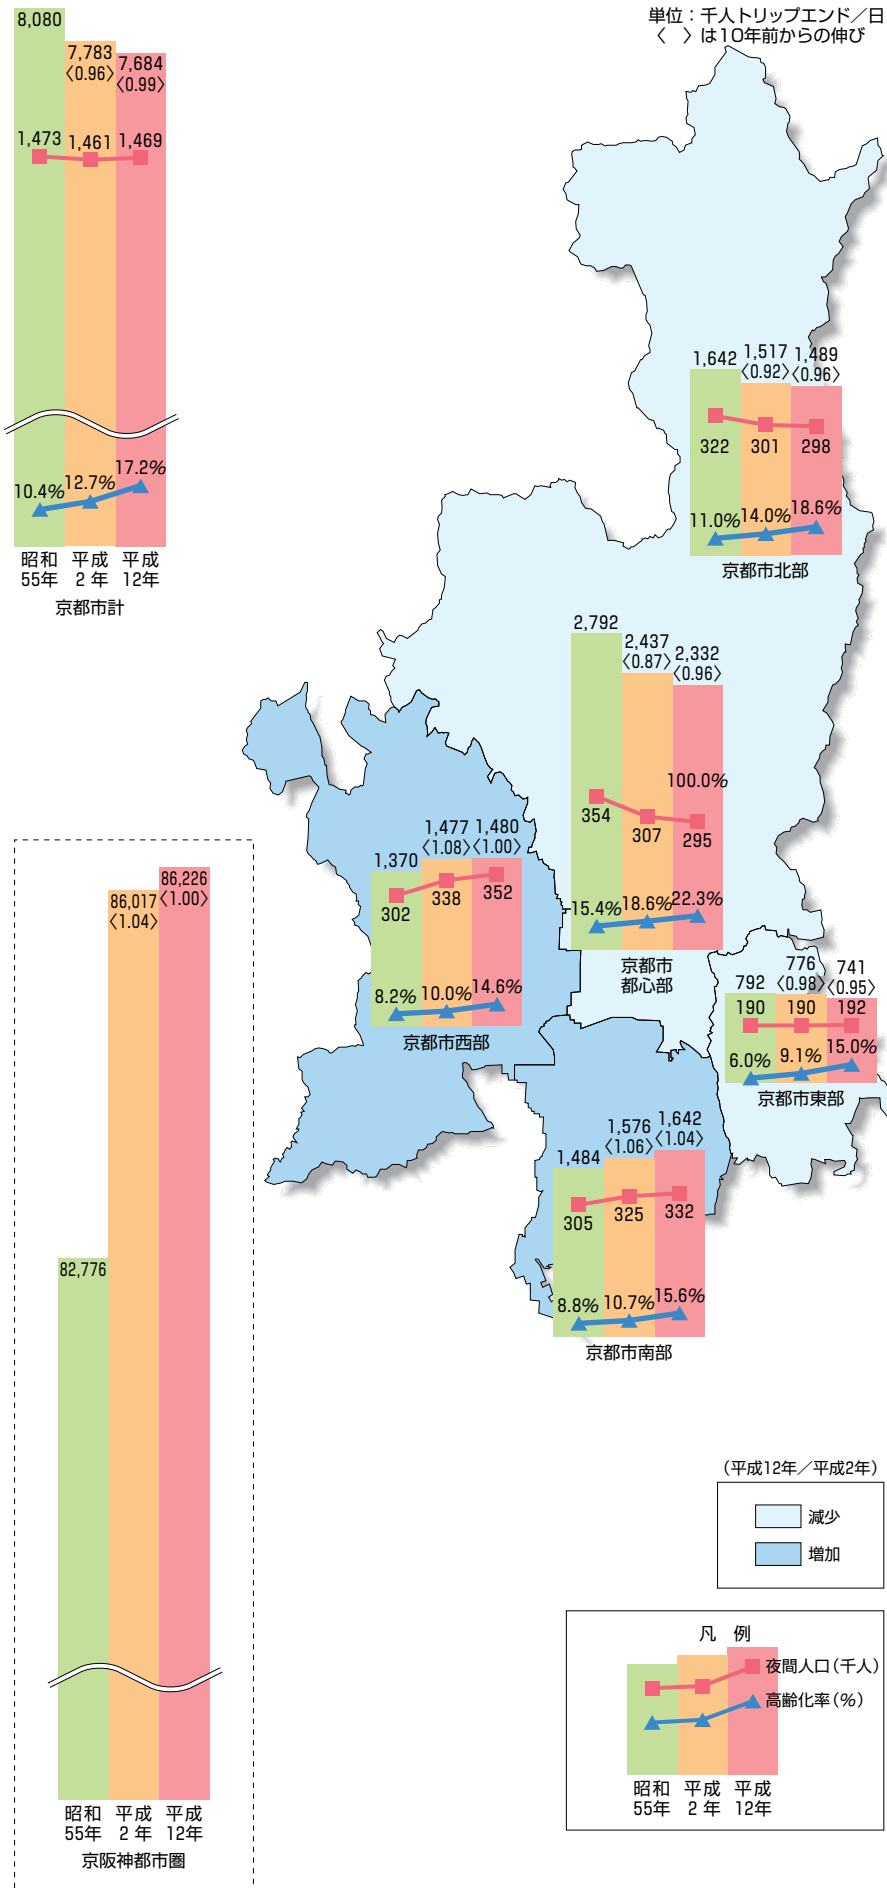 単位：千人トリップエンド／日
〈　〉は10年前からの伸び
8,080
7,783
〈0.96〉
7,684
〈0.99〉
1,473
1,461
1,469
10.4%
12.7%
17.2%
昭和
55年
平成
2年
平成
12年
京都市計
1,642
1,517
〈0.92〉
1,489
〈0.96〉
322
301
298
11.0%
14.0%
18.6%
京都市北部
2,792
2,437
〈0.87〉
2,332
〈0.96〉
100.0%
354
307
295
15.4%
18.6%
22.3%
京都市
都心部
1,370
1,477
〈1.08〉
1,480
〈1.00〉
302
338
352
8.2%
10.0%
14.6%
京都市西部
792
776
〈0.98〉
741
〈0.95〉
190
190
192
6.0%
9.1%
15.0%
京都市東部
1,484
1,576
〈1.06〉
1,642
〈1.04〉
305
325
332
8.8%
10.7%
15.6%
京都市南部
82,776
86,017
〈1.04〉
86,226
〈1.00〉
昭和
55年
平成
2年
平成
12年
京阪神都市圏
（平成12年／平成2年）
減少
増加
凡　例
夜間人口（千人）
高齢化率（%）
昭和
55年
平成
2年
平成
12年